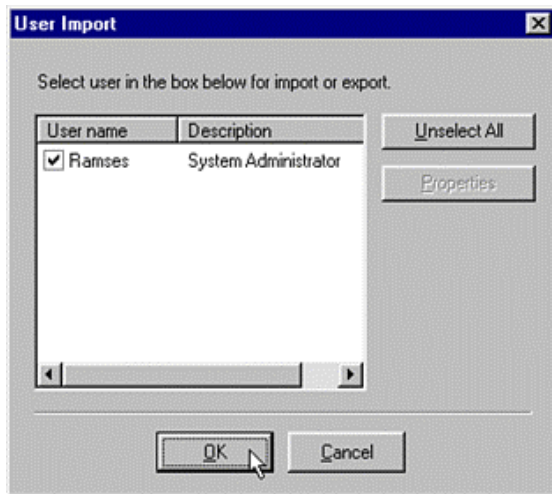 User Import
Select user in the box below for import or export.
User name Description
Ramses System Administrator
Unselect All
Properties
OK Cancel